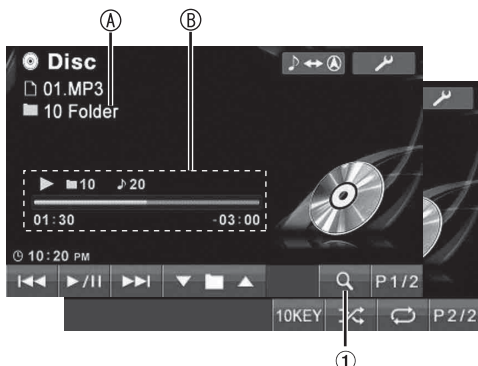 Ⓐ Ⓑ
Disc
01.MP3
10 Folder
10 20
01:30 -03:00
10:20 PM
P1/2
10KEY P2/2
①